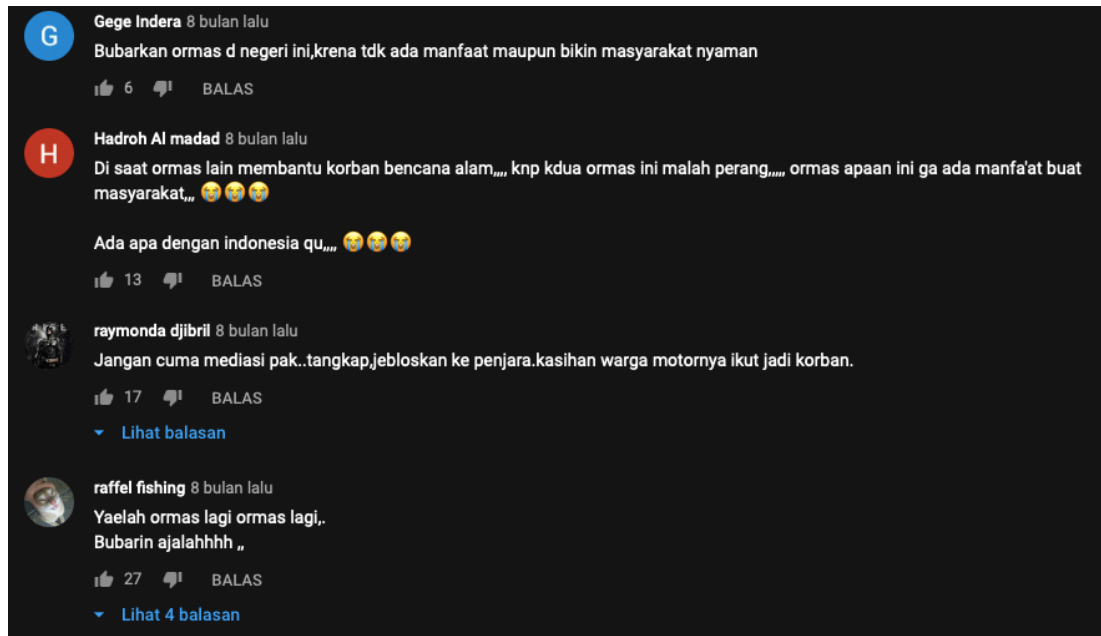 G
Gege Indera 8 bulan lalu
Bubarkan ormas d negeri ini,krena tdk ada manfaat maupun bikin masyarakat nyaman
6 BALAS
H
Hadroh Al madad 8 bulan lalu
Di saat ormas lain membantu korban bencana alam,,,, knp kdua ormas ini malah perang,,,,, ormas apaan ini ga ada manfa'at buat
masyarakat,,, 😭😭😭
Ada apa dengan indonesia qu,,,, 😭😭😭
13 BALAS
raymonda djibril 8 bulan lalu
Jangan cuma mediasi pak..tangkap,jebloskan ke penjara.kasihan warga motornya ikut jadi korban.
17 BALAS
Lihat balasan
raffel fishing 8 bulan lalu
Yaelah ormas lagi ormas lagi,.
Bubarin ajalahhhh ,,
27 BALAS
Lihat 4 balasan